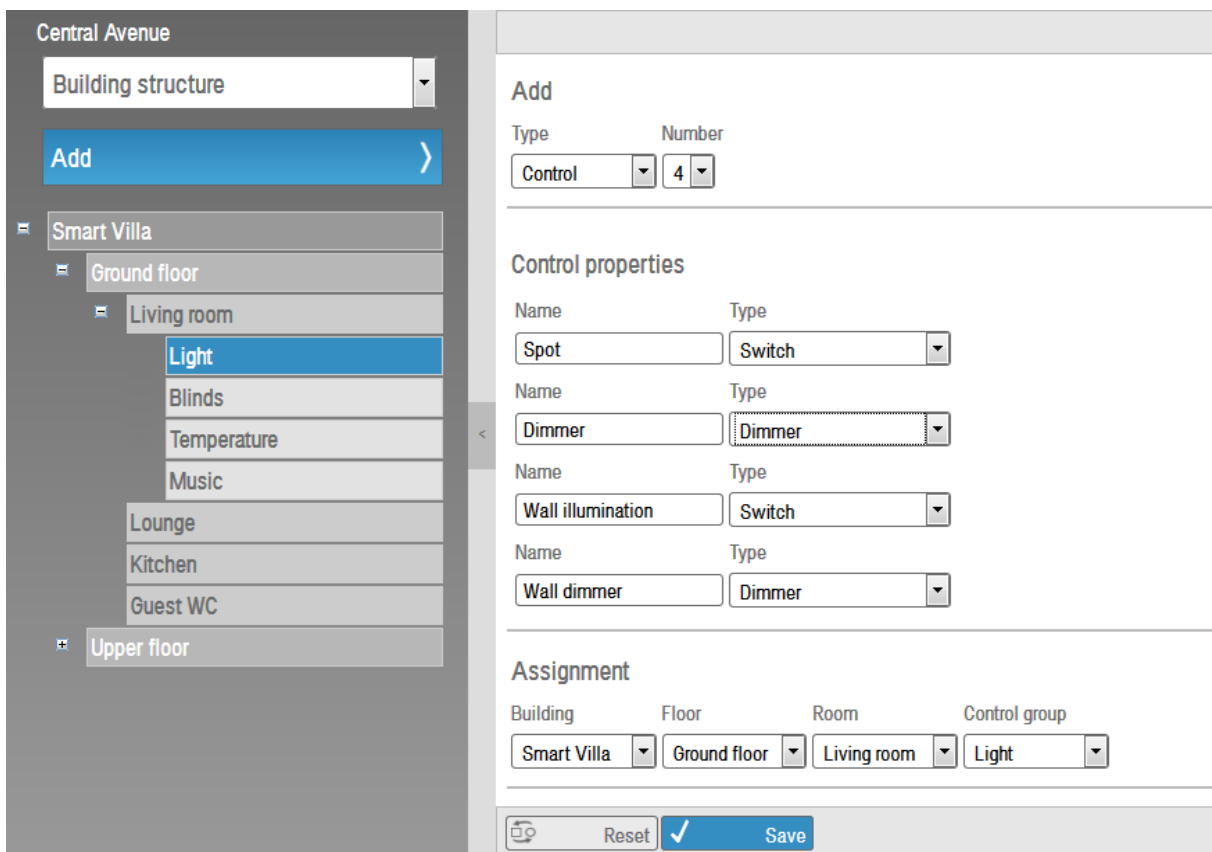 Central Avenue
Building structure
Add
Smart Villa
Ground floor
Living room
Light
Blinds
Temperature
Music
Lounge
Kitchen
Guest WC
Upper floor
<
Add
Type Number
Control 4
Control properties
Name Type
Spot Switch
Name Type
Dimmer Dimmer
Name Type
Wall illumination Switch
Name Type
Wall dimmer Dimmer
Assignment
Building Floor Room Control group
Smart Villa Ground floor Living room Light
Reset Save